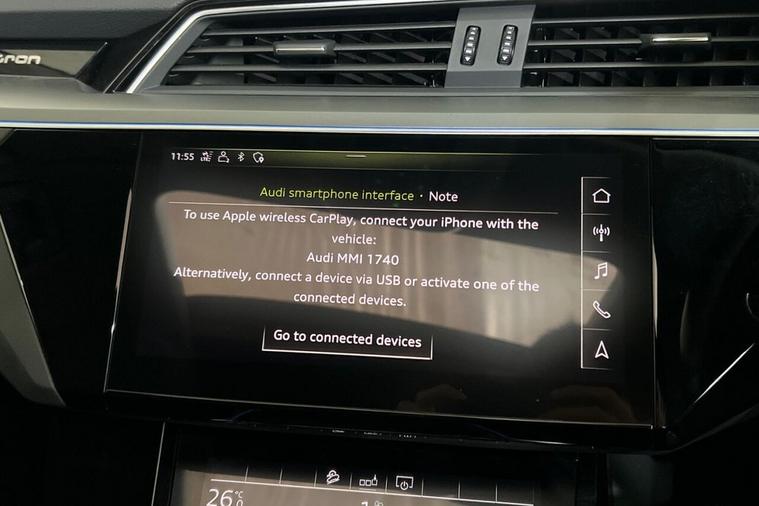 tron
11:55 LTE
Audi smartphone interface · Note
To use Apple wireless CarPlay, connect your iPhone with the
vehicle:
Audi MMI 1740
Alternatively, connect a device via USB or activate one of the
connected devices.
Go to connected devices
26.0 °C